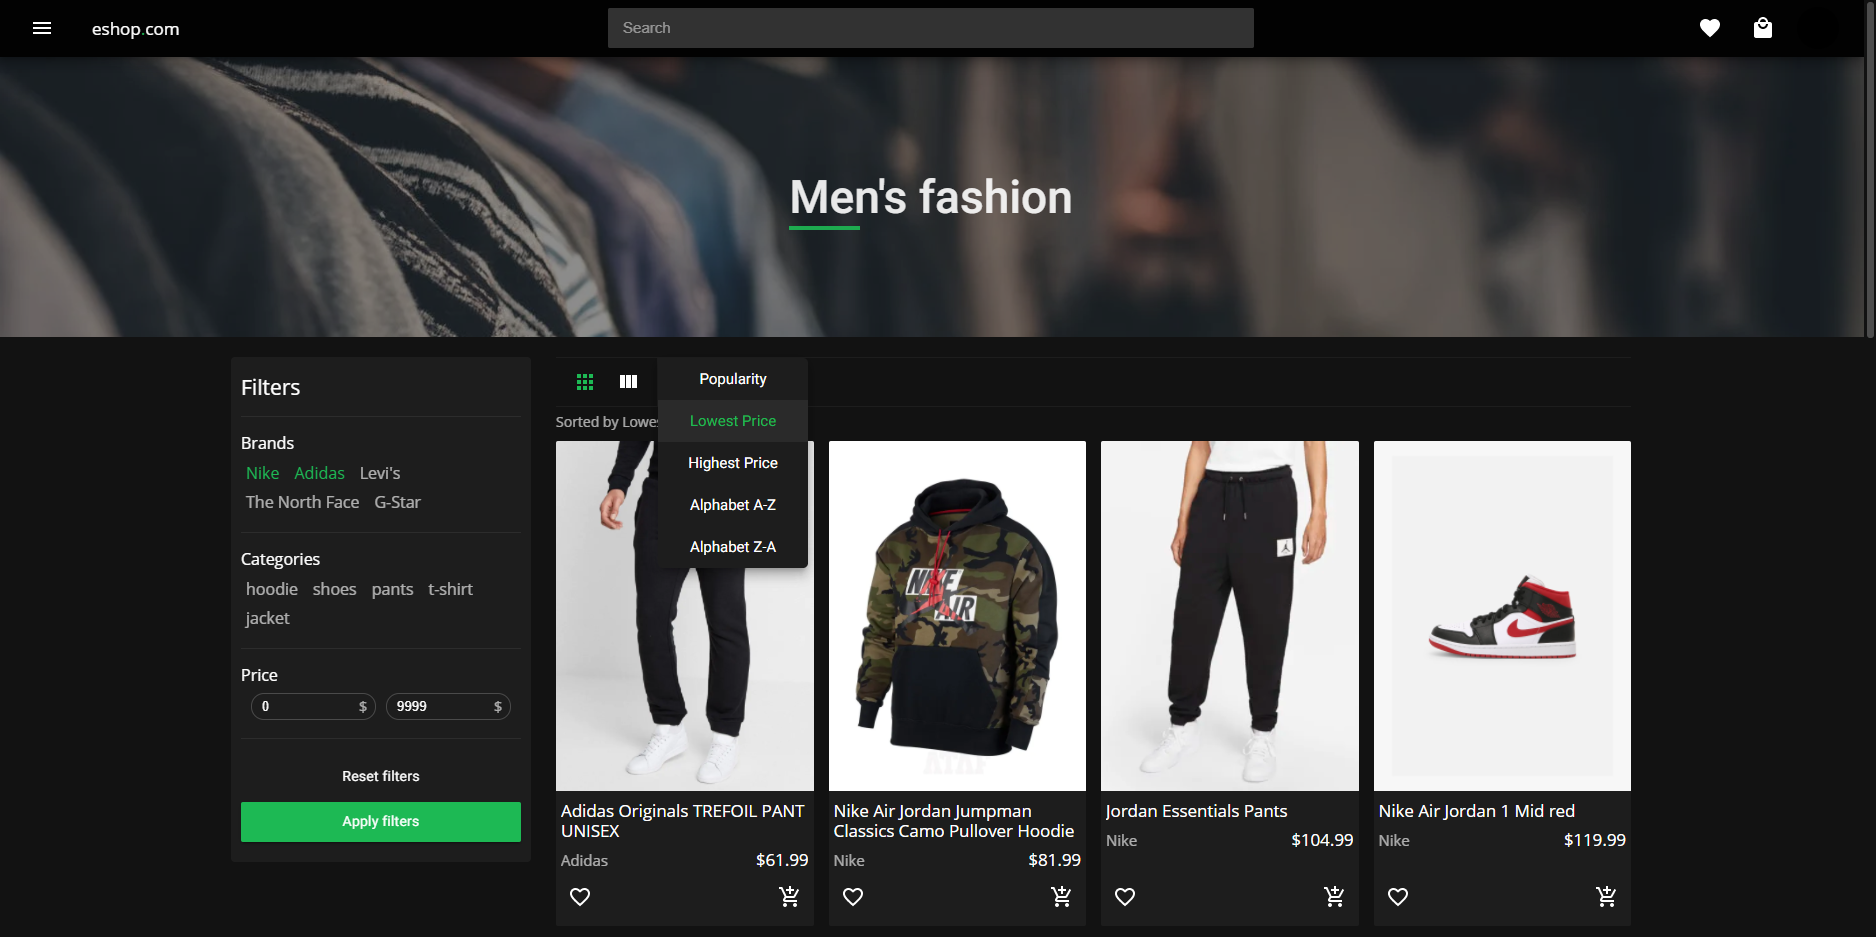 eshop.com
Search
Men's fashion
Filters
Brands
Nike Adidas Levi's
The North Face G-Star
Categories
hoodie shoes pants t-shirt
jacket
Price
0 $ 9999 $
Reset filters
Apply filters
Popularity
Lowest Price
Highest Price
Alphabet A-Z
Alphabet Z-A
Sorted by Lowes
NIKE
AIR
Adidas Originals TREFOIL PANT
UNISEX
Adidas $61.99
Nike Air Jordan Jumpman
Classics Camo Pullover Hoodie
Nike $81.99
Jordan Essentials Pants
Nike $104.99
Nike Air Jordan 1 Mid red
Nike $119.99